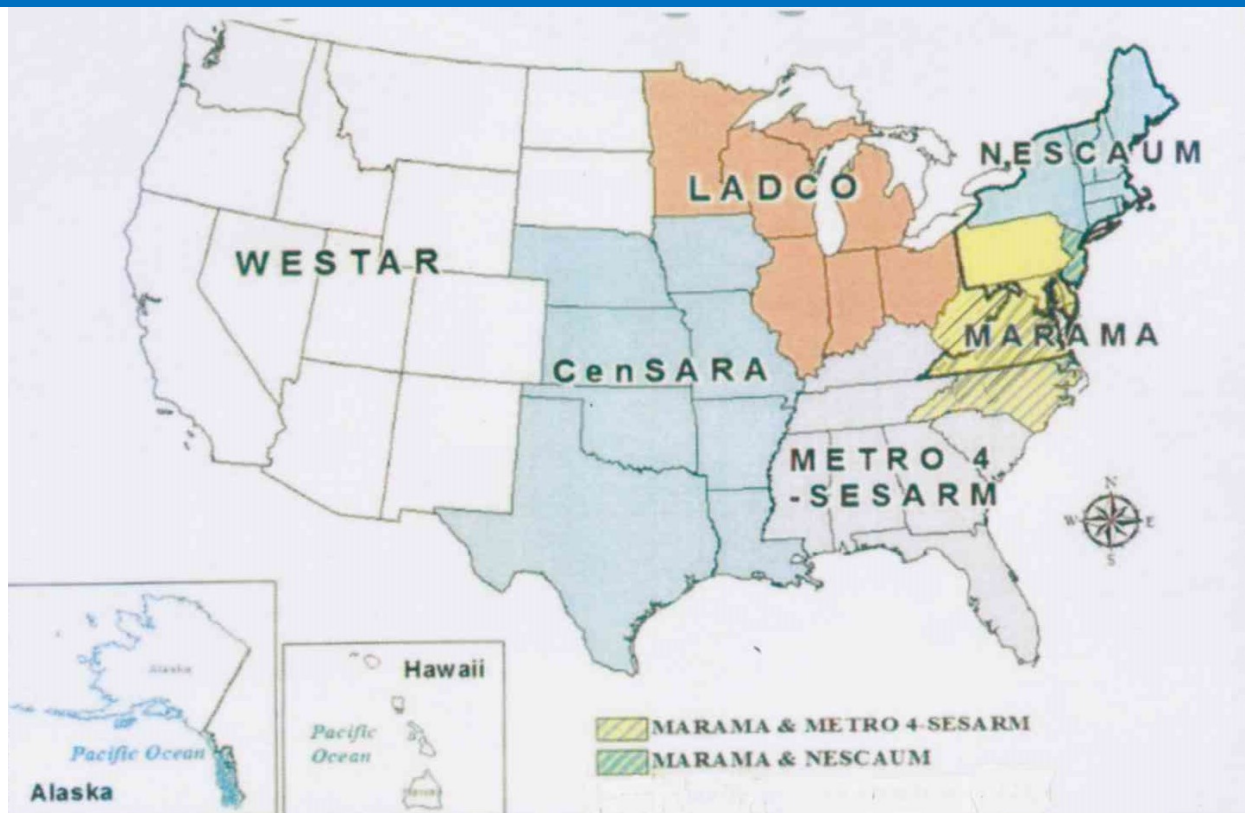 NESCAUM
LADCO
WESTAR
MARAMA
CenSARA
METRO 4
-SESARM
N
W E
S
Alaska
Hawaii
Pacific
Ocean
Pacific Ocean
Alaska
MARAMA & METRO 4-SESARM
MARAMA & NESCAUM